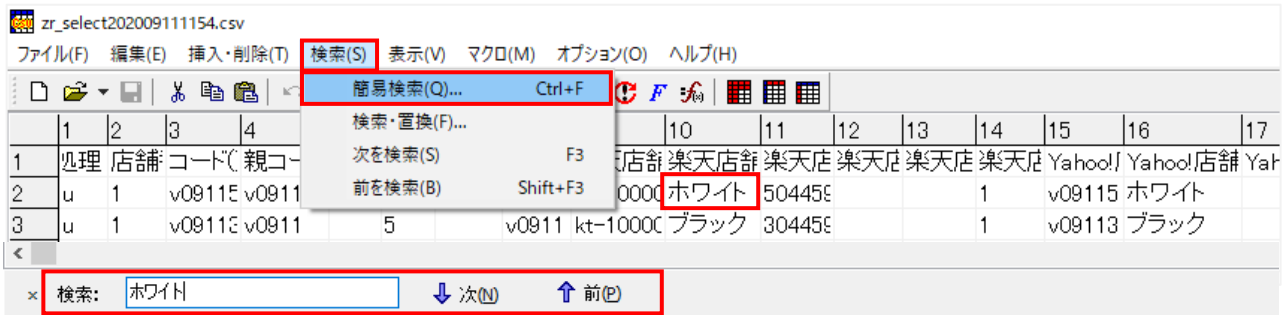 zr_select202009111154.csv
ファイル(F) 編集(E) 挿入・削除(T) 検索(S) 表示(V) マクロ(M) オプション(O) ヘルプ(H)
簡易検索(Q)... Ctrl+F
検索・置換(F)...
次を検索(S) F3
前を検索(B) Shift+F3
1 2 3 4 10 11 12 13 14 15 16 17
1 処理 店舗 コード( 親コー 店舗 楽天店舗 楽天店 楽天店 楽天店 楽天店 Yahoo! Yahoo!店舗 Yah
2 u 1 v09115 v0911 0000 ホワイト 504459 1 v09115 ホワイト
3 u 1 v09113 v0911 5 v0911 kt-10000 ブラック 304459 1 v09113 ブラック
× 検索: ホワイト 次(N) 前(P)